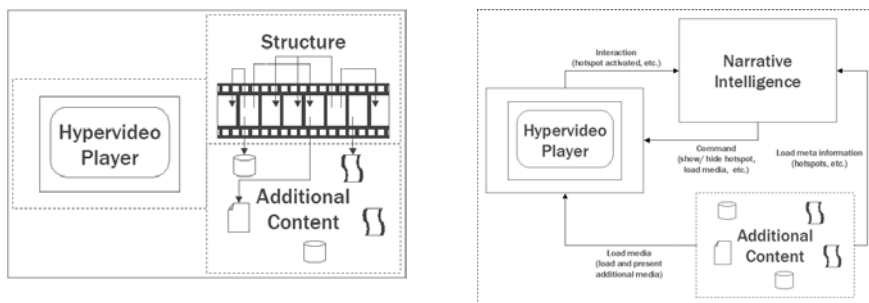 Structure
Hypervideo
Player
Additional
Content
Interaction
(hotspot activated, etc.)
Narrative
Intelligence
Hypervideo
Player
Command
(show/ hide hotspot,
load media, etc.)
Load meta information
(hotspots, etc.)
Additional
Content
Load media
(load and present
additional media)